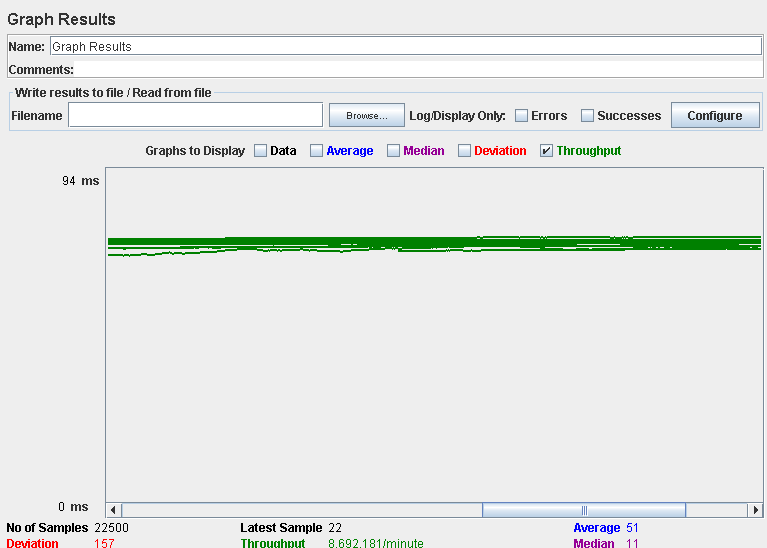 Graph Results
Name: Graph Results
Comments:
Write results to file / Read from file
Filename Browse... Log/Display Only: Errors Successes Configure
Graphs to Display Data Average Median Deviation Throughput
94 ms
0 ms
No of Samples 22500 Latest Sample 22 Average 51
Deviation 157 Throughput 8,692.181/minute Median 11